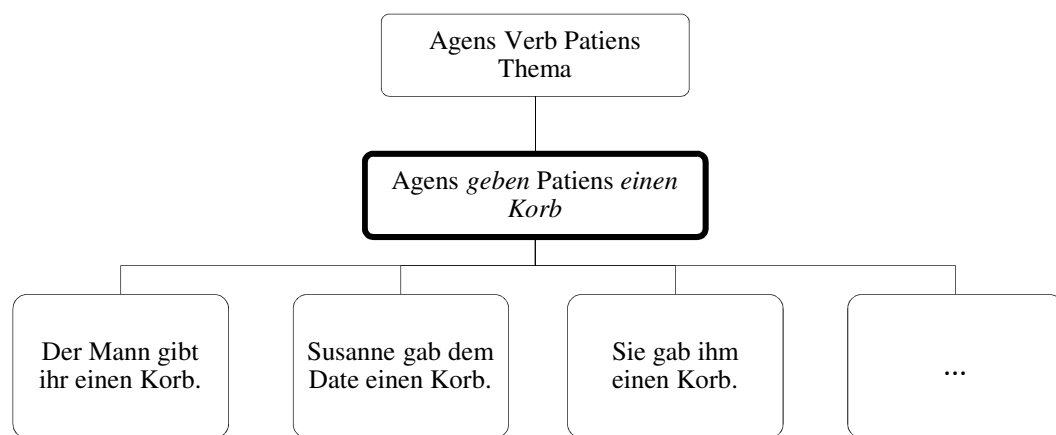 Agens Verb Patiens
Thema
Agens geben Patiens einen
Korb
Der Mann gibt
ihr einen Korb.
Susanne gab dem
Date einen Korb.
Sie gab ihm
einen Korb.
...